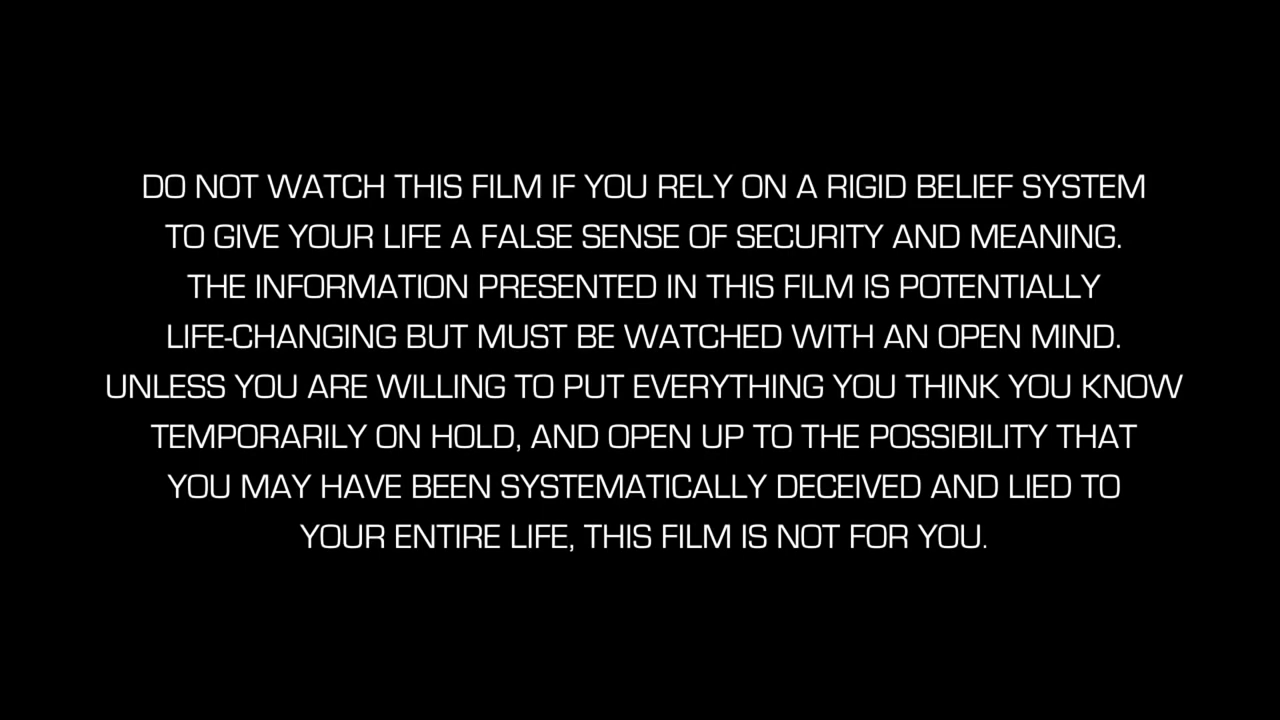 DO NOT WATCH THIS FILM IF YOU RELY ON A RIGID BELIEF SYSTEM
TO GIVE YOUR LIFE A FALSE SENSE OF SECURITY AND MEANING.
THE INFORMATION PRESENTED IN THIS FILM IS POTENTIALLY
LIFE-CHANGING BUT MUST BE WATCHED WITH AN OPEN MIND.
UNLESS YOU ARE WILLING TO PUT EVERYTHING YOU THINK YOU KNOW
TEMPORARILY ON HOLD, AND OPEN UP TO THE POSSIBILITY THAT
YOU MAY HAVE BEEN SYSTEMATICALLY DECEIVED AND LIED TO
YOUR ENTIRE LIFE, THIS FILM IS NOT FOR YOU.